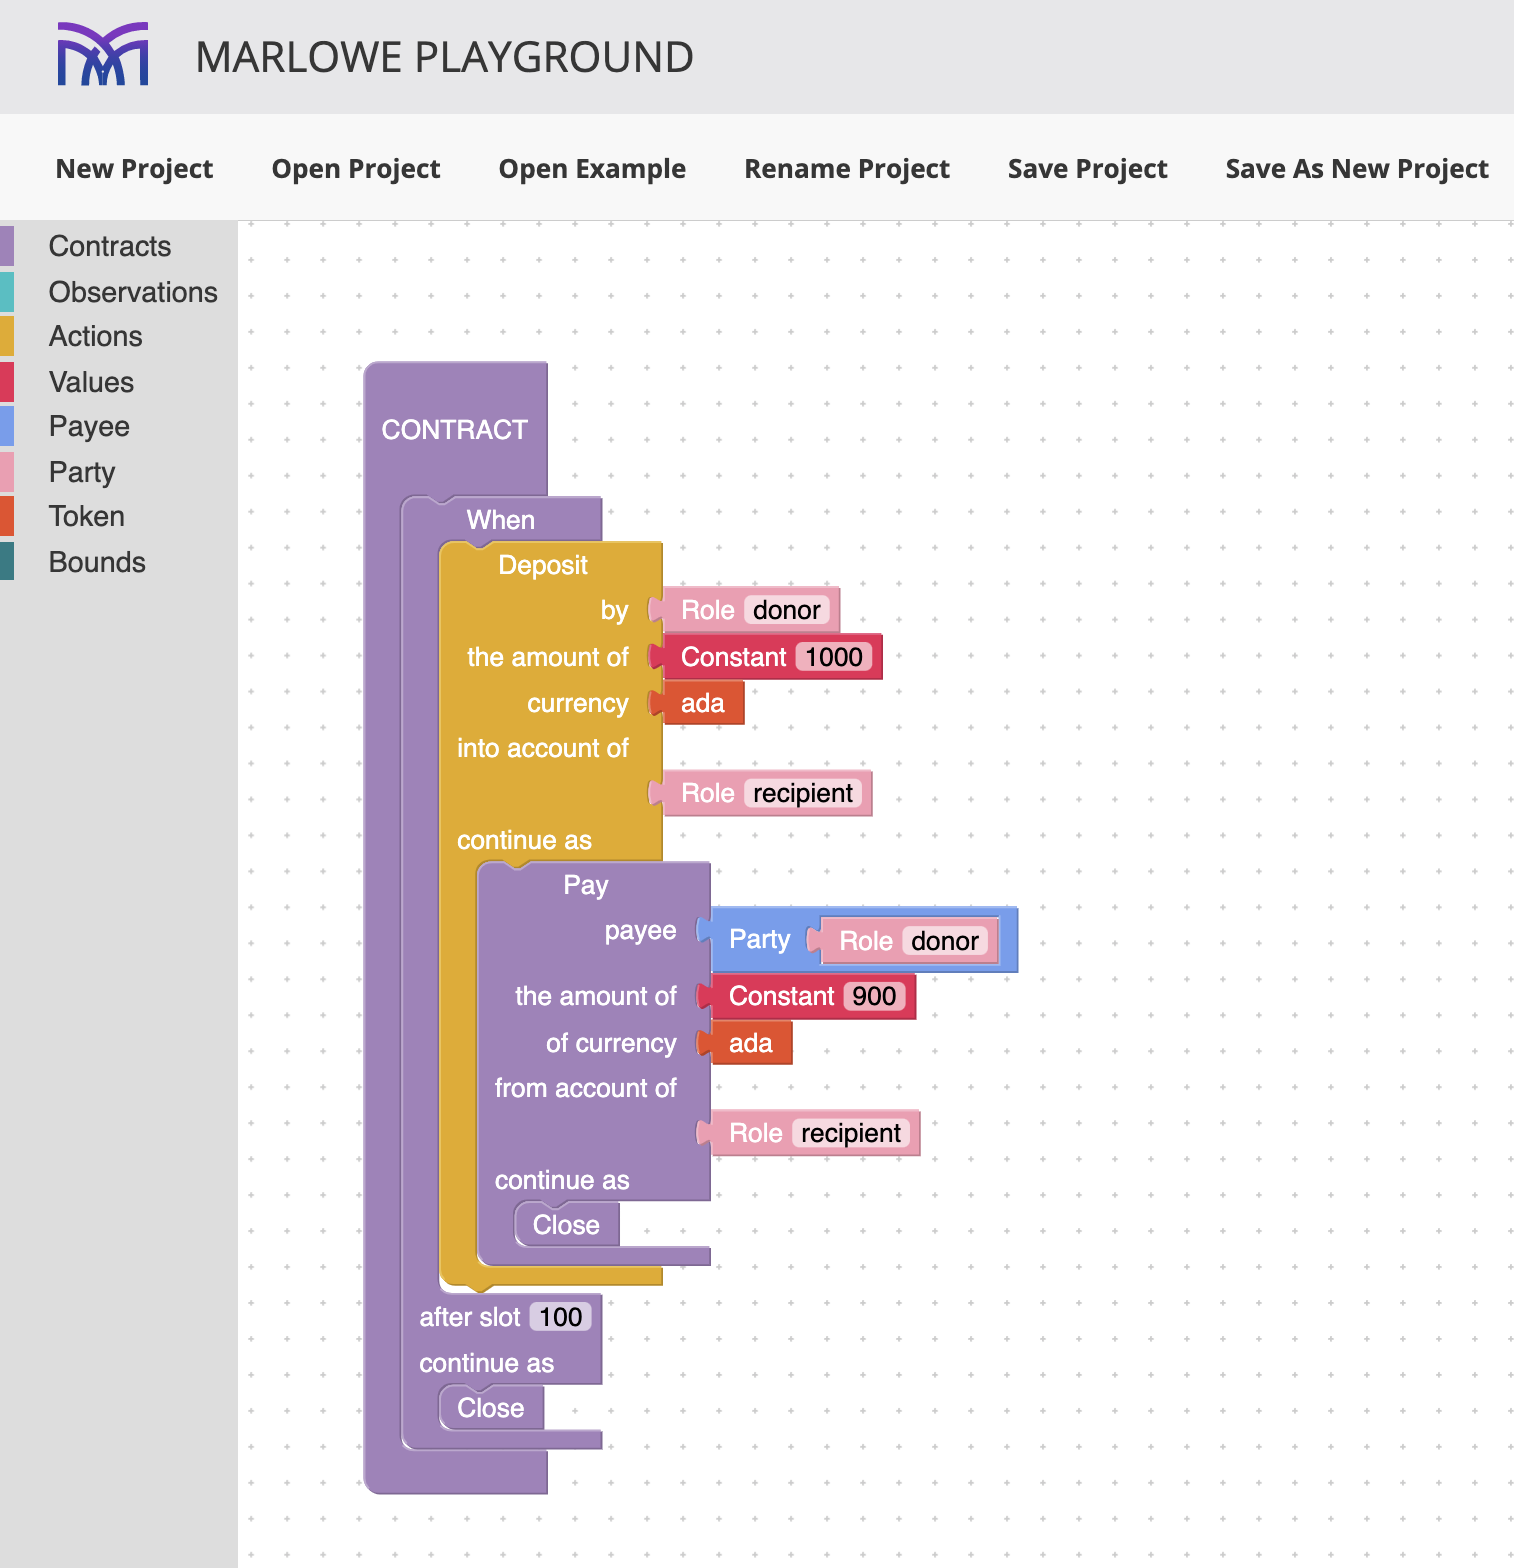 MARLOWE PLAYGROUND
New Project Open Project Open Example Rename Project Save Project Save As New Project
Contracts
Observations
Actions
Values
Payee
Party
Token
Bounds
CONTRACT
When
Deposit
by Role donor
the amount of Constant 1000
currency ada
into account of
Role recipient
continue as
Pay
payee Party Role donor
the amount of Constant 900
of currency ada
from account of
Role recipient
continue as
Close
after slot 100
continue as
Close